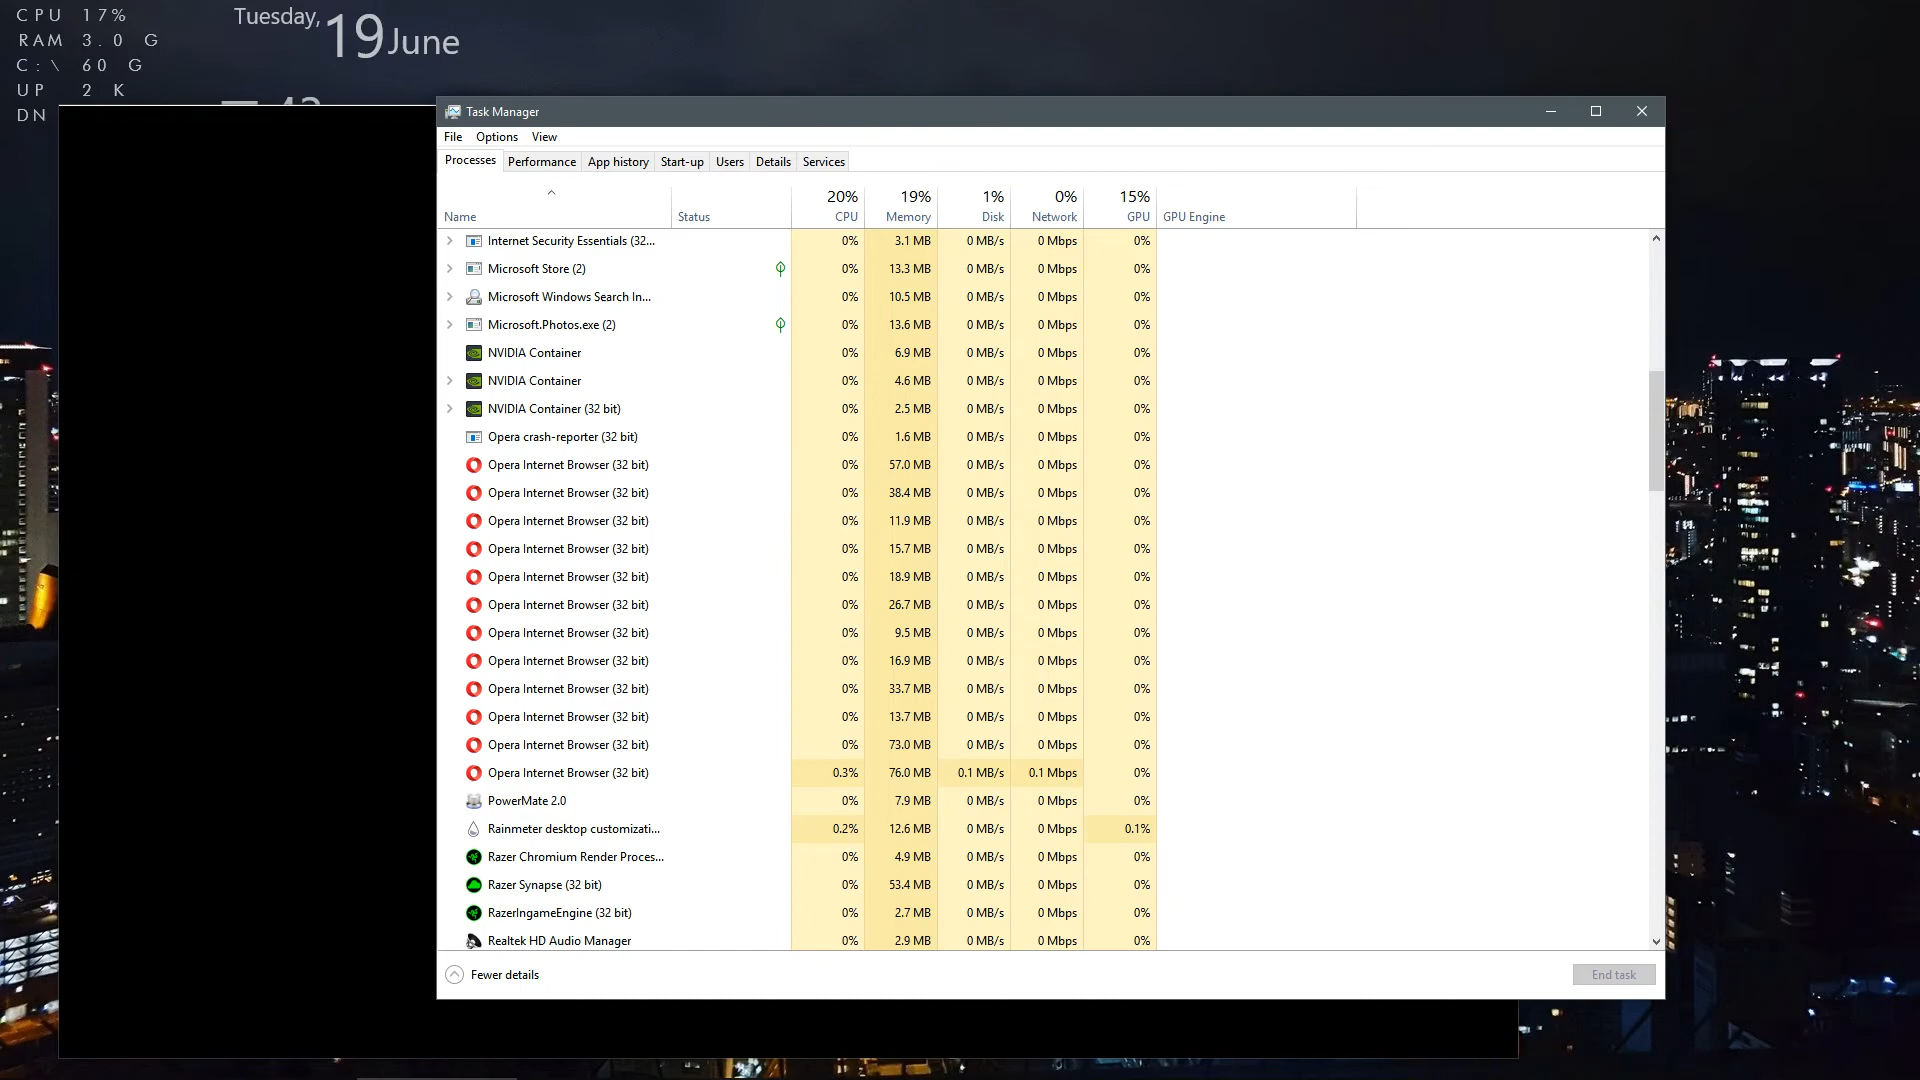 CPU 17%
RAM 3.0 G
C:\ 60 G
UP 2 K
DN
Tuesday, 19 June
Task Manager
File Options View
Processes Performance App history Start-up Users Details Services
20% 19% 1% 0% 15%
Name Status CPU Memory Disk Network GPU GPU Engine
Internet Security Essentials (32... 0% 3.1 MB 0 MB/s 0 Mbps 0%
Microsoft Store (2) 0% 13.3 MB 0 MB/s 0 Mbps 0%
Microsoft Windows Search In... 0% 10.5 MB 0 MB/s 0 Mbps 0%
Microsoft.Photos.exe (2) 0% 13.6 MB 0 MB/s 0 Mbps 0%
NVIDIA Container 0% 6.9 MB 0 MB/s 0 Mbps 0%
NVIDIA Container 0% 4.6 MB 0 MB/s 0 Mbps 0%
NVIDIA Container (32 bit) 0% 2.5 MB 0 MB/s 0 Mbps 0%
Opera crash-reporter (32 bit) 0% 1.6 MB 0 MB/s 0 Mbps 0%
Opera Internet Browser (32 bit) 0% 57.0 MB 0 MB/s 0 Mbps 0%
Opera Internet Browser (32 bit) 0% 38.4 MB 0 MB/s 0 Mbps 0%
Opera Internet Browser (32 bit) 0% 11.9 MB 0 MB/s 0 Mbps 0%
Opera Internet Browser (32 bit) 0% 15.7 MB 0 MB/s 0 Mbps 0%
Opera Internet Browser (32 bit) 0% 18.9 MB 0 MB/s 0 Mbps 0%
Opera Internet Browser (32 bit) 0% 26.7 MB 0 MB/s 0 Mbps 0%
Opera Internet Browser (32 bit) 0% 9.5 MB 0 MB/s 0 Mbps 0%
Opera Internet Browser (32 bit) 0% 16.9 MB 0 MB/s 0 Mbps 0%
Opera Internet Browser (32 bit) 0% 33.7 MB 0 MB/s 0 Mbps 0%
Opera Internet Browser (32 bit) 0% 13.7 MB 0 MB/s 0 Mbps 0%
Opera Internet Browser (32 bit) 0% 73.0 MB 0 MB/s 0 Mbps 0%
Opera Internet Browser (32 bit) 0.3% 76.0 MB 0.1 MB/s 0.1 Mbps 0%
PowerMate 2.0 0% 7.9 MB 0 MB/s 0 Mbps 0%
Rainmeter desktop customizati... 0.2% 12.6 MB 0 MB/s 0 Mbps 0.1%
Razer Chromium Render Proces... 0% 4.9 MB 0 MB/s 0 Mbps 0%
Razer Synapse (32 bit) 0% 53.4 MB 0 MB/s 0 Mbps 0%
RazerIngameEngine (32 bit) 0% 2.7 MB 0 MB/s 0 Mbps 0%
Realtek HD Audio Manager 0% 2.9 MB 0 MB/s 0 Mbps 0%
Fewer details
End task